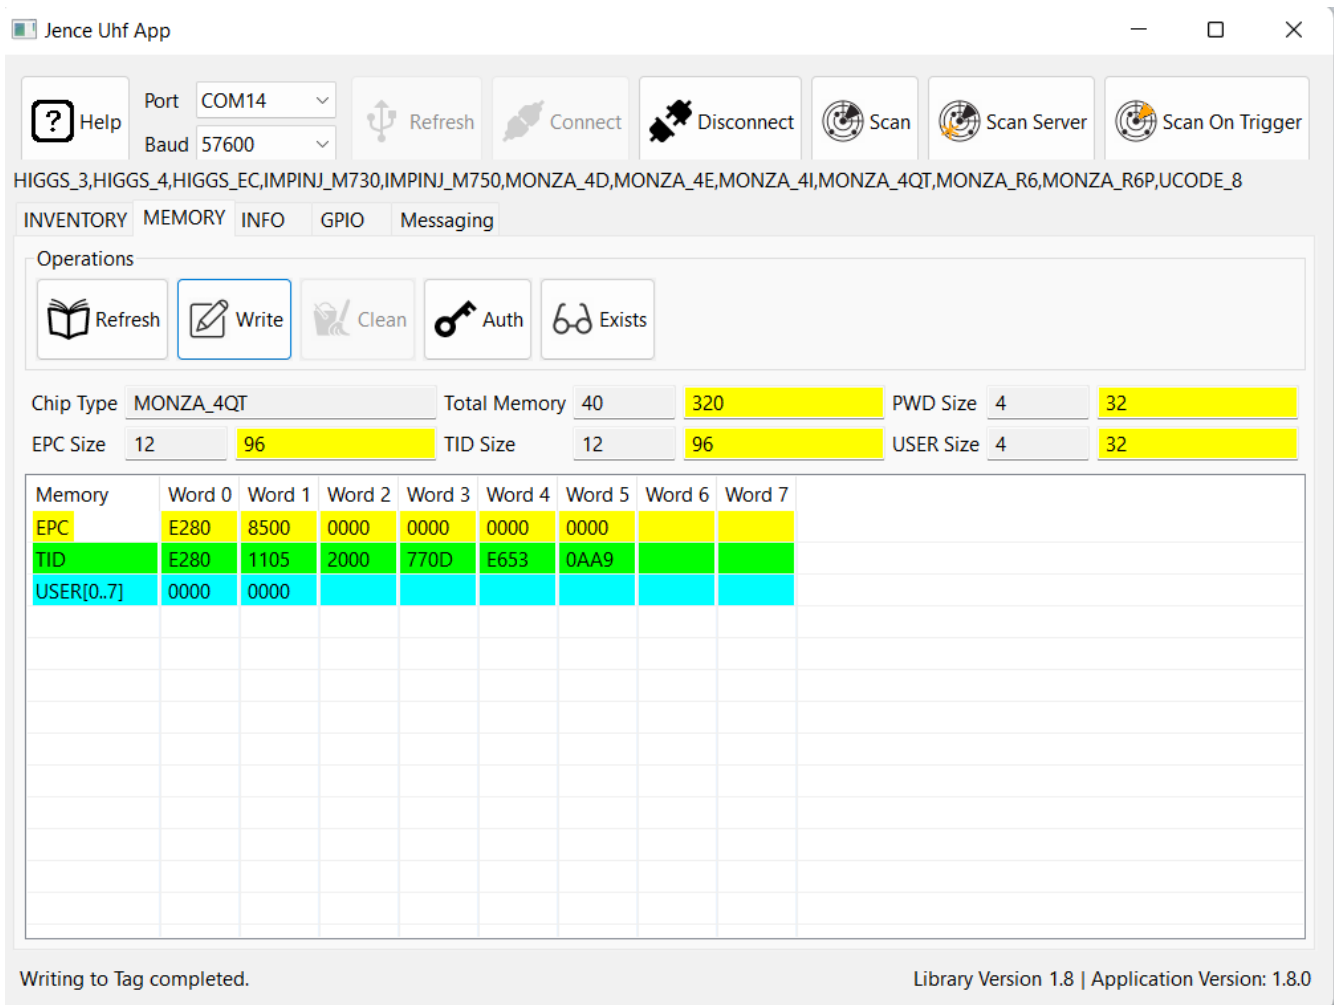 Jence Uhf App
Help Port COM14 Refresh Connect Disconnect Scan Scan Server Scan On Trigger
Baud 57600
HIGGS_3,HIGGS_4,HIGGS_EC,IMPINJ_M730,IMPINJ_M750,MONZA_4D,MONZA_4E,MONZA_4I,MONZA_4QT,MONZA_R6,MONZA_R6P,UCODE_8
INVENTORY MEMORY INFO GPIO Messaging
Operations
Refresh Write Clean Auth Exists
Chip Type MONZA_4QT Total Memory 40 320 PWD Size 4 32
EPC Size 12 96 TID Size 12 96 USER Size 4 32
Memory Word 0 Word 1 Word 2 Word 3 Word 4 Word 5 Word 6 Word 7
EPC E280 8500 0000 0000 0000 0000
TID E280 1105 2000 770D E653 0AA9
USER[0..7] 0000 0000
Writing to Tag completed. Library Version 1.8 | Application Version: 1.8.0